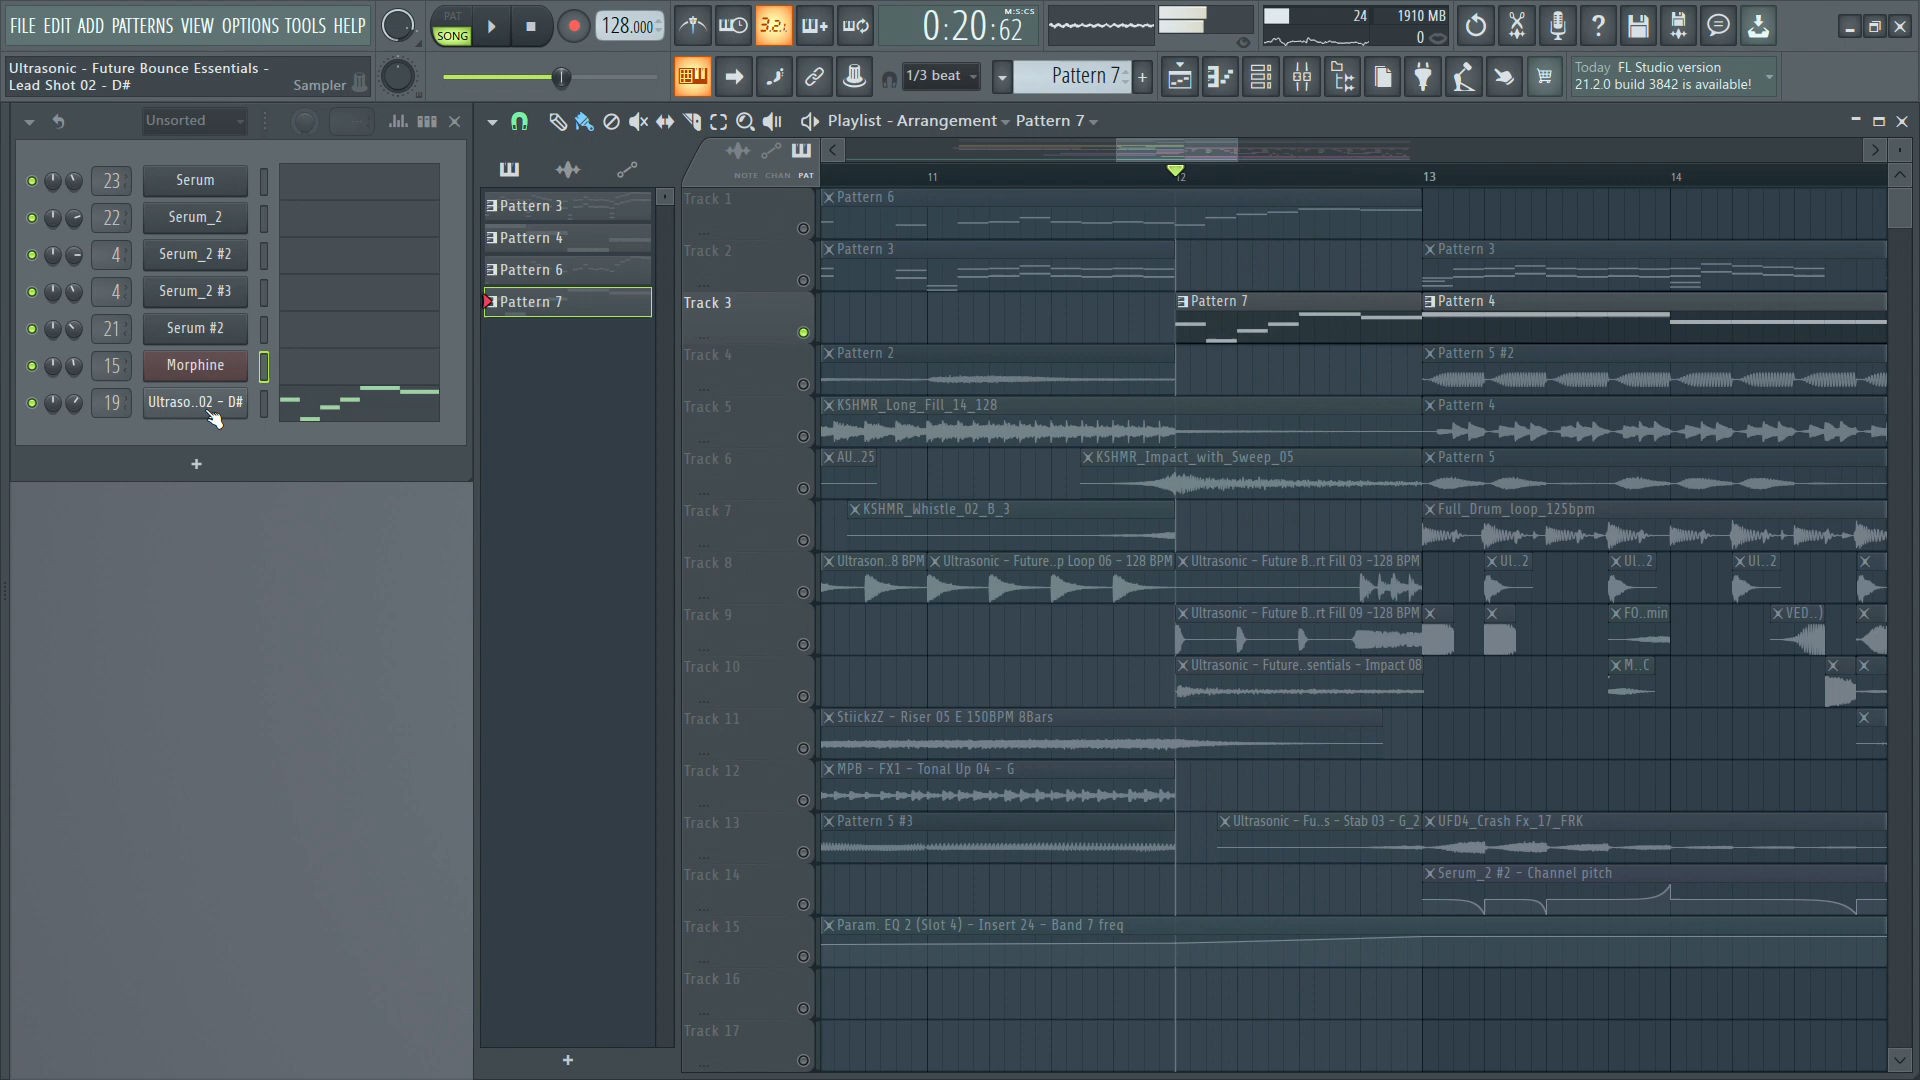 FILE EDIT ADD PATTERNS VIEW OPTIONS TOOLS HELP
PAT
SONG
128.000
3.2.
0:20:62
M:S:CS
24
1910 MB
0
Ultrasonic - Future Bounce Essentials -
Lead Shot 02 - D#
Sampler
1/3 beat
Pattern 7
+
Today FL Studio version
21.2.0 build 3842 is available!
Unsorted
23 Serum
22 Serum_2
4 Serum_2 #2
4 Serum_2 #3
21 Serum #2
15 Morphine
19 Ultraso..02 - D#
+
Pattern 3
Pattern 4
Pattern 6
Pattern 7
+
Playlist - Arrangement Pattern 7
NOTE CHAN PAT
11 12 13 14
Track 1 Pattern 6
Track 2 Pattern 3 Pattern 3
Track 3 Pattern 7 Pattern 4
Track 4 Pattern 2 Pattern 5 #2
Track 5 KSHMR_Long_Fill_14_128 Pattern 4
Track 6 AU..25 KSHMR_Impact_with_Sweep_05 Pattern 5
Track 7 KSHMR_Whistle_02_B_3 Full_Drum_loop_125bpm
Track 8 Ultrason..8 BPM Ultrasonic - Future..p Loop 06 - 128 BPM Ultrasonic - Future B..rt Fill 03 -128 BPM Ul..2 Ul..2 Ul..2
Track 9 Ultrasonic - Future B..rt Fill 09 -128 BPM FO..min VED..)
Track 10 Ultrasonic - Future..sentials - Impact 08 M..C
Track 11 StiickzZ - Riser 05 E 150BPM 8Bars
Track 12 MPB - FX1 - Tonal Up 04 - G
Track 13 Pattern 5 #3 Ultrasonic - Fu..s - Stab 03 - G_2 UFD4_Crash Fx_17_FRK
Track 14 Serum_2 #2 - Channel pitch
Track 15 Param. EQ 2 (Slot 4) - Insert 24 - Band 7 freq
Track 16
Track 17